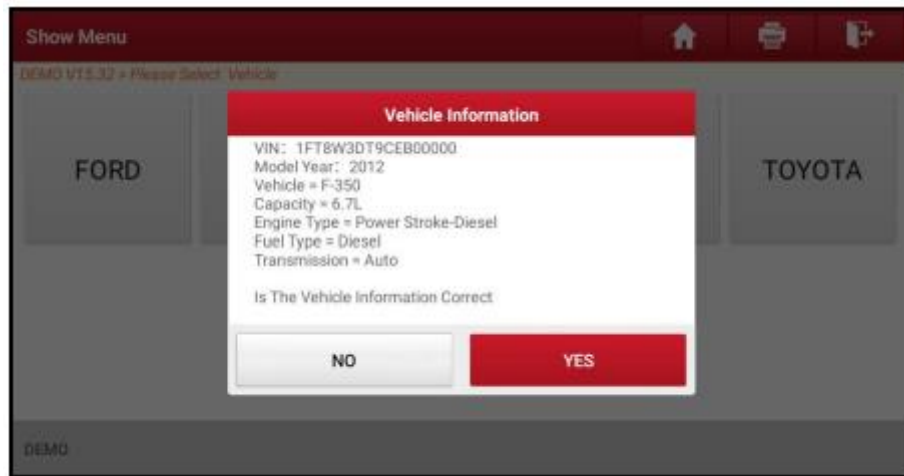 Show Menu
DEMO V15.32 > Please Select Vehicle
Vehicle Information
VIN: 1FT8W3DT9CEB00000
Model Year: 2012
Vehicle = F-350
Capacity = 6.7L
Engine Type = Power Stroke-Diesel
Fuel Type = Diesel
Transmission = Auto
Is The Vehicle Information Correct
NO
YES
FORD
TOYOTA
DEMO